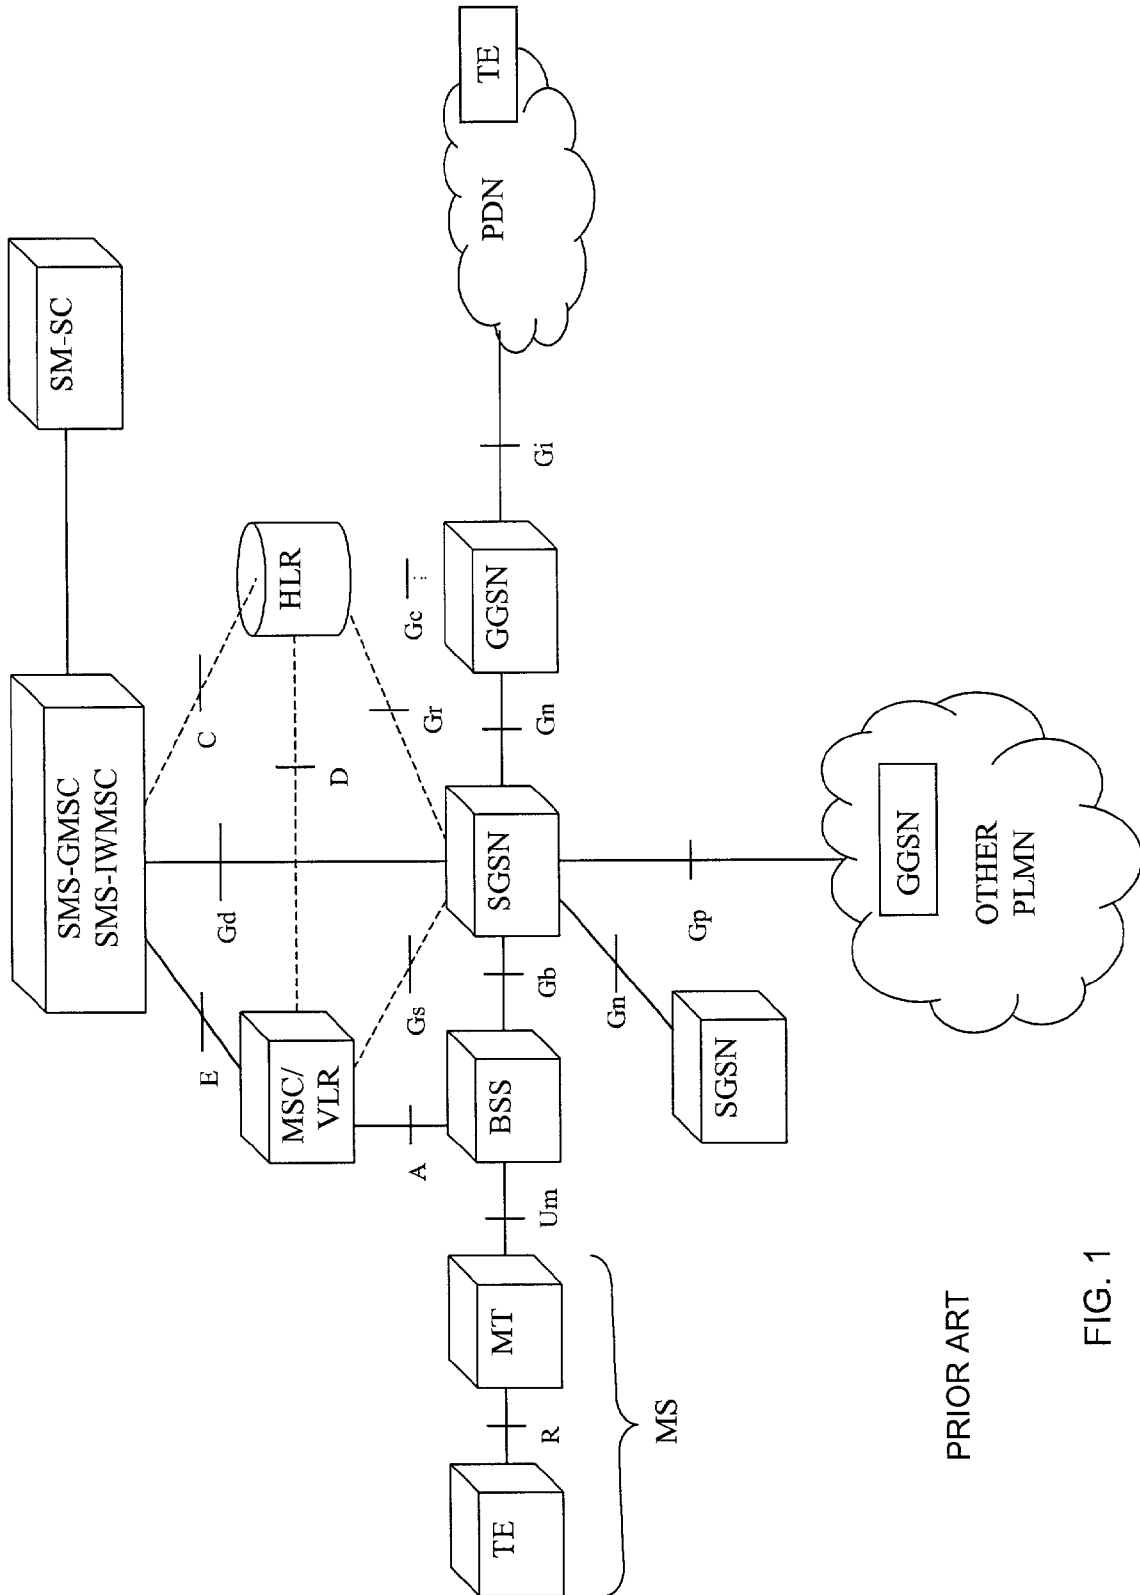 SMS-GMSC
SMS-IWMSC
SM-SC
E
Gd
C
MSC/
VLR
D
HLR
Gs
Gr
Gc
A
TE
R
MT
Um
BSS
Gb
SGSN
Gn
GGSN
Gi
PDN
TE
MS
Gn
SGSN
Gp
GGSN
OTHER
PLMN
PRIOR ART
FIG. 1